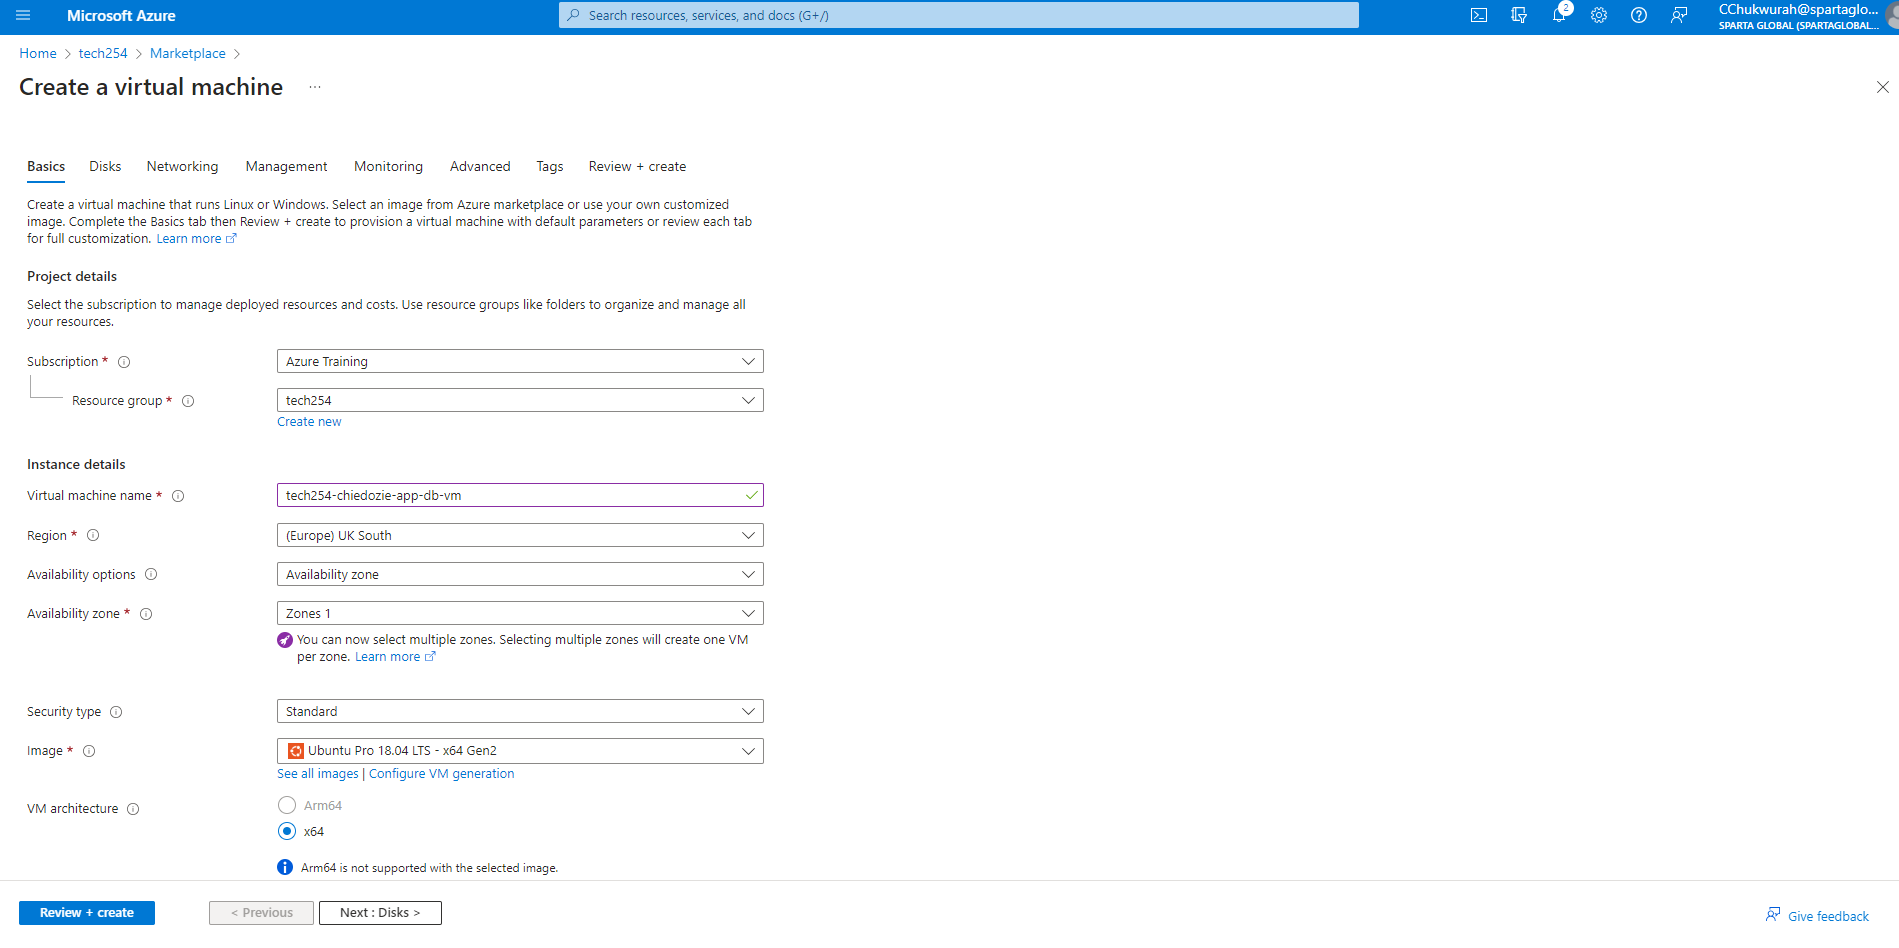 Microsoft Azure
Search resources, services, and docs (G+/)
2
CChukwurah@spartaglo...
SPARTA GLOBAL (SPARTAGLOBAL...
Home > tech254 > Marketplace >
Create a virtual machine ...
Basics Disks Networking Management Monitoring Advanced Tags Review + create
Create a virtual machine that runs Linux or Windows. Select an image from Azure marketplace or use your own customized
image. Complete the Basics tab then Review + create to provision a virtual machine with default parameters or review each tab
for full customization. Learn more
Project details
Select the subscription to manage deployed resources and costs. Use resource groups like folders to organize and manage all
your resources.
Subscription * Azure Training
Resource group * tech254
Create new
Instance details
Virtual machine name * tech254-chiedozie-app-db-vm
Region * (Europe) UK South
Availability options Availability zone
Availability zone * Zones 1
You can now select multiple zones. Selecting multiple zones will create one VM
per zone. Learn more
Security type Standard
Image * Ubuntu Pro 18.04 LTS - x64 Gen2
See all images | Configure VM generation
VM architecture Arm64
x64
Arm64 is not supported with the selected image.
Review + create < Previous Next : Disks > Give feedback